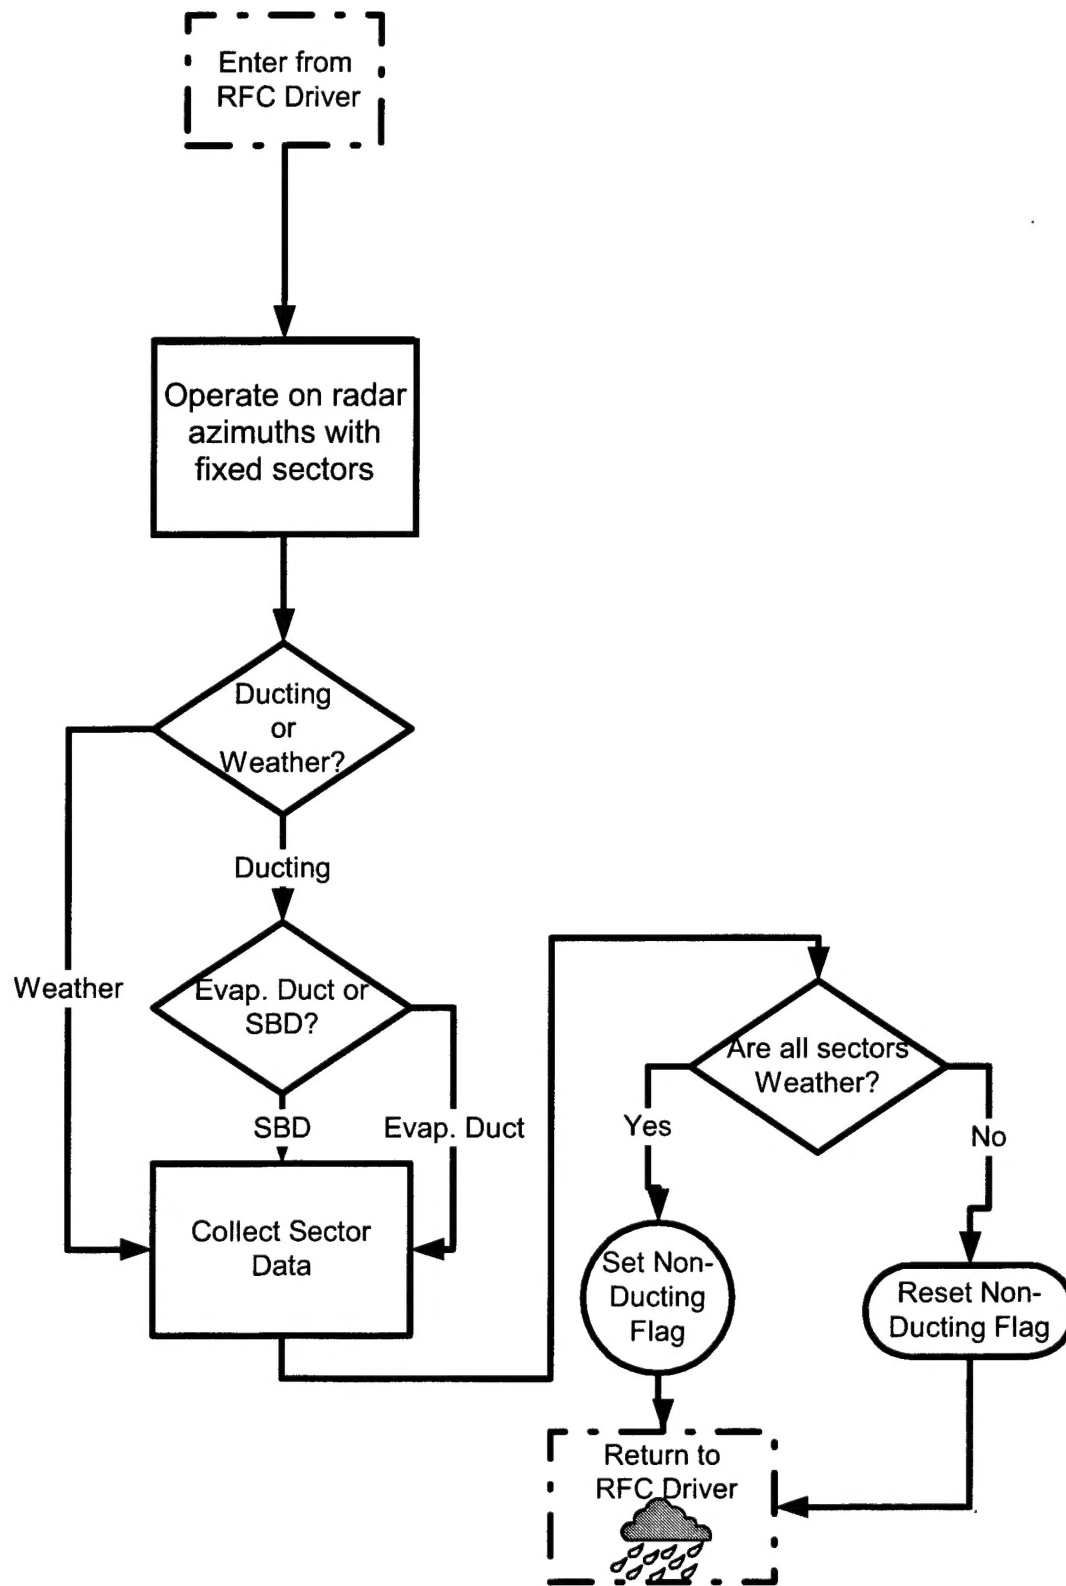 Enter from
RFC Driver
Operate on radar
azimuths with
fixed sectors
Ducting
or
Weather?
Ducting
Weather
Evap. Duct or
SBD?
SBD
Evap. Duct
Collect Sector
Data
Are all sectors
Weather?
Yes
No
Set Non-
Ducting
Flag
Reset Non-
Ducting Flag
Return to
RFC Driver